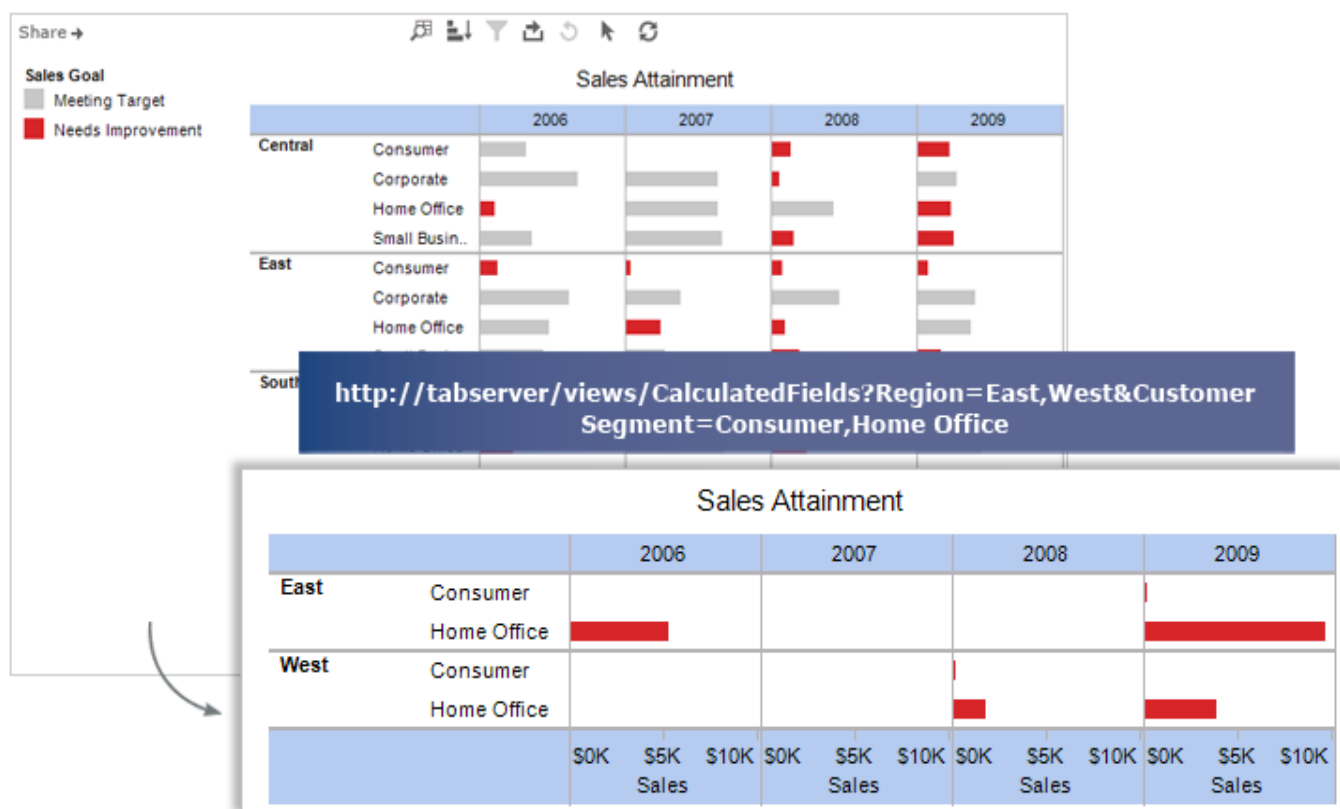 Share
Sales Goal
Meeting Target
Needs Improvement
Sales Attainment
2006 2007 2008 2009
Central Consumer
Corporate
Home Office
Small Busin..
East Consumer
Corporate
Home Office
South
http://tabserver/views/CalculatedFields?Region=East,West&Customer
Segment=Consumer,Home Office
Sales Attainment
2006 2007 2008 2009
East Consumer
Home Office
West Consumer
Home Office
$0K $5K $10K $0K $5K $10K $0K $5K $10K $0K $5K $10K
Sales Sales Sales Sales